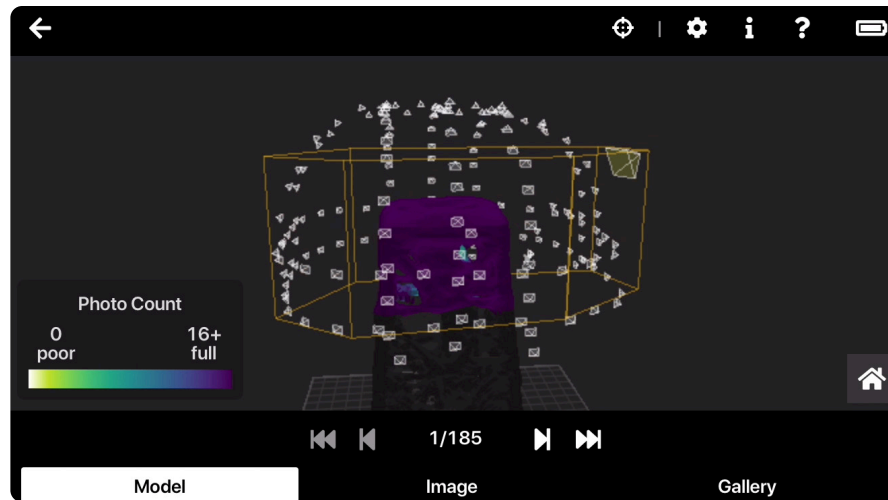 Photo Count
0 16+
poor full
1/185
Model Image Gallery